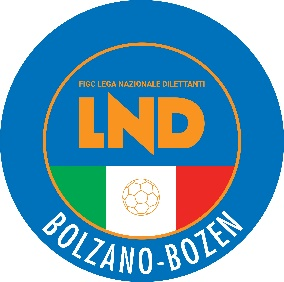 FIGC LEGA NAZIONALE DILETTANTI
LND
BOLZANO-BOZEN